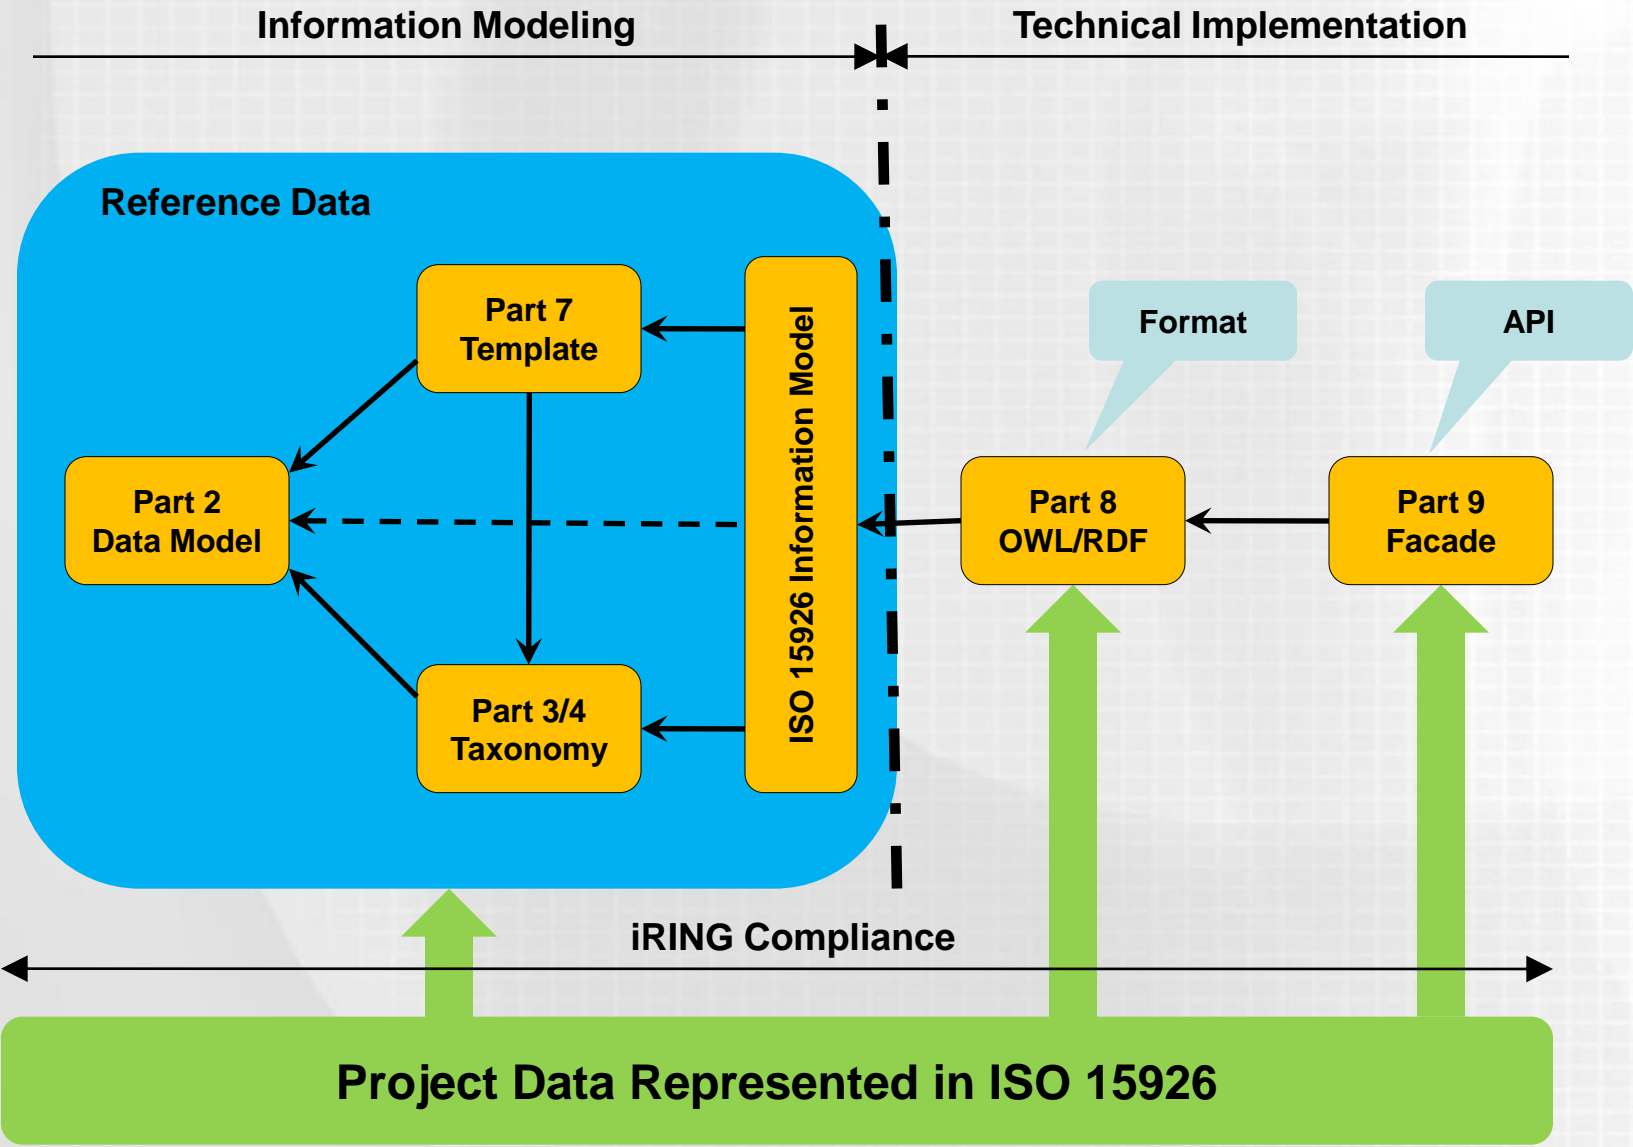 Information Modeling
Technical Implementation
Reference Data
Part 7
Template
Format
API
ISO 15926 Information Model
Part 2
Data Model
Part 8
OWL/RDF
Part 9
Facade
Part 3/4
Taxonomy
iRING Compliance
Project Data Represented in ISO 15926